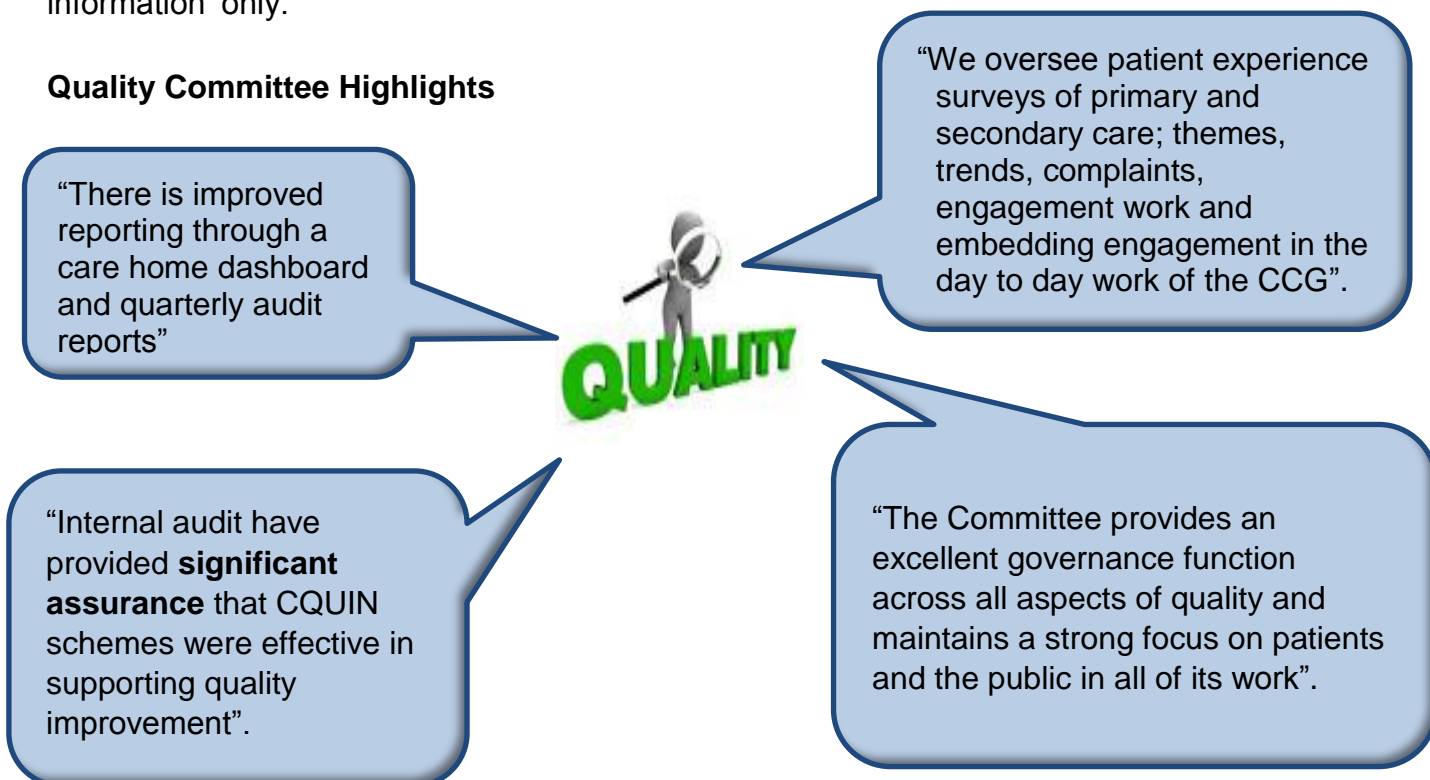 information only.
Quality Committee Highlights
“We oversee patient experience
surveys of primary and
secondary care; themes,
trends, complaints,
engagement work and
embedding engagement in the
day to day work of the CCG”.
“There is improved
reporting through a
care home dashboard
and quarterly audit
reports”
QUALITY
“Internal audit have
provided significant
assurance that CQUIN
schemes were effective in
supporting quality
improvement”.
“The Committee provides an
excellent governance function
across all aspects of quality and
maintains a strong focus on patients
and the public in all of its work”.